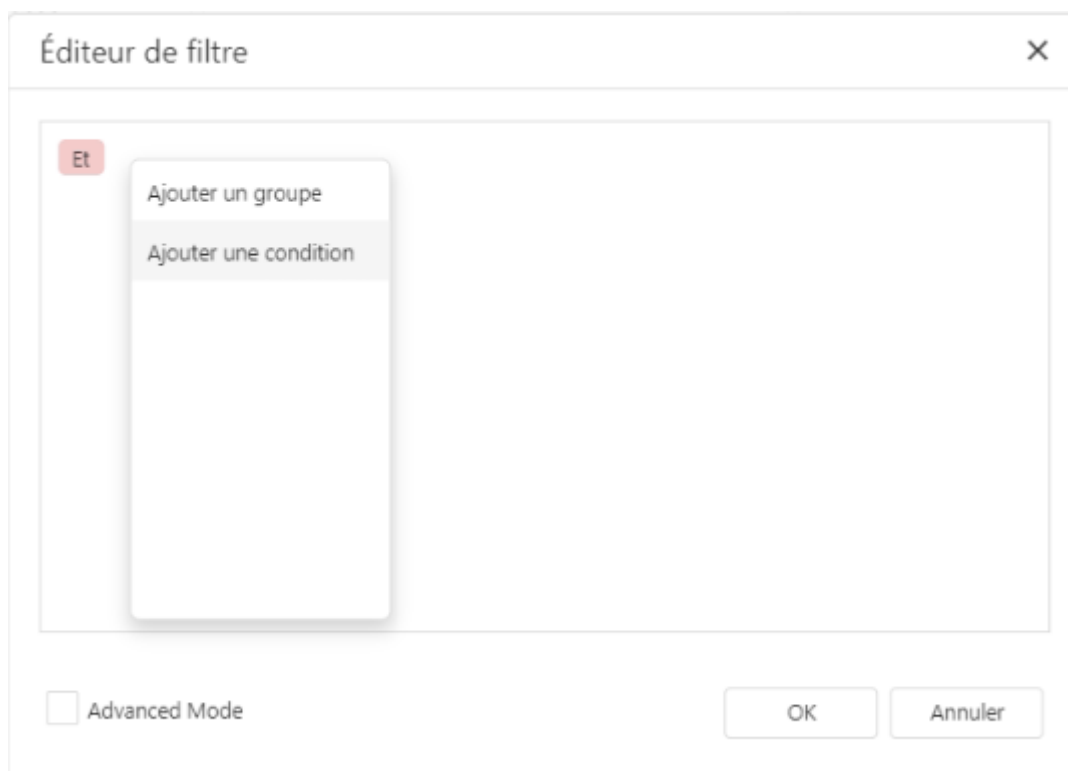 Éditeur de filtre
Et
Ajouter un groupe
Ajouter une condition
Advanced Mode
OK
Annuler